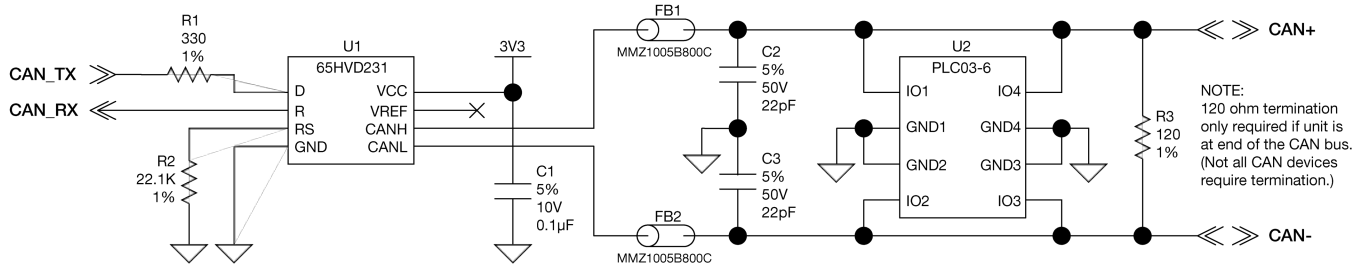 R1
330
1%
CAN_TX
CAN_RX
R2
22.1K
1%
U1
65HVD231
D
R
RS
GND
VCC
VREF
CANH
CANL
3V3
C1
5%
10V
0.1µF
FB1
MMZ1005B800C
FB2
MMZ1005B800C
C2
5%
50V
22pF
C3
5%
50V
22pF
U2
PLC03-6
IO1
GND1
GND2
IO2
IO4
GND4
GND3
IO3
R3
120
1%
CAN+
NOTE:
120 ohm termination
only required if unit is
at end of the CAN bus.
(Not all CAN devices
require termination.)
CAN-